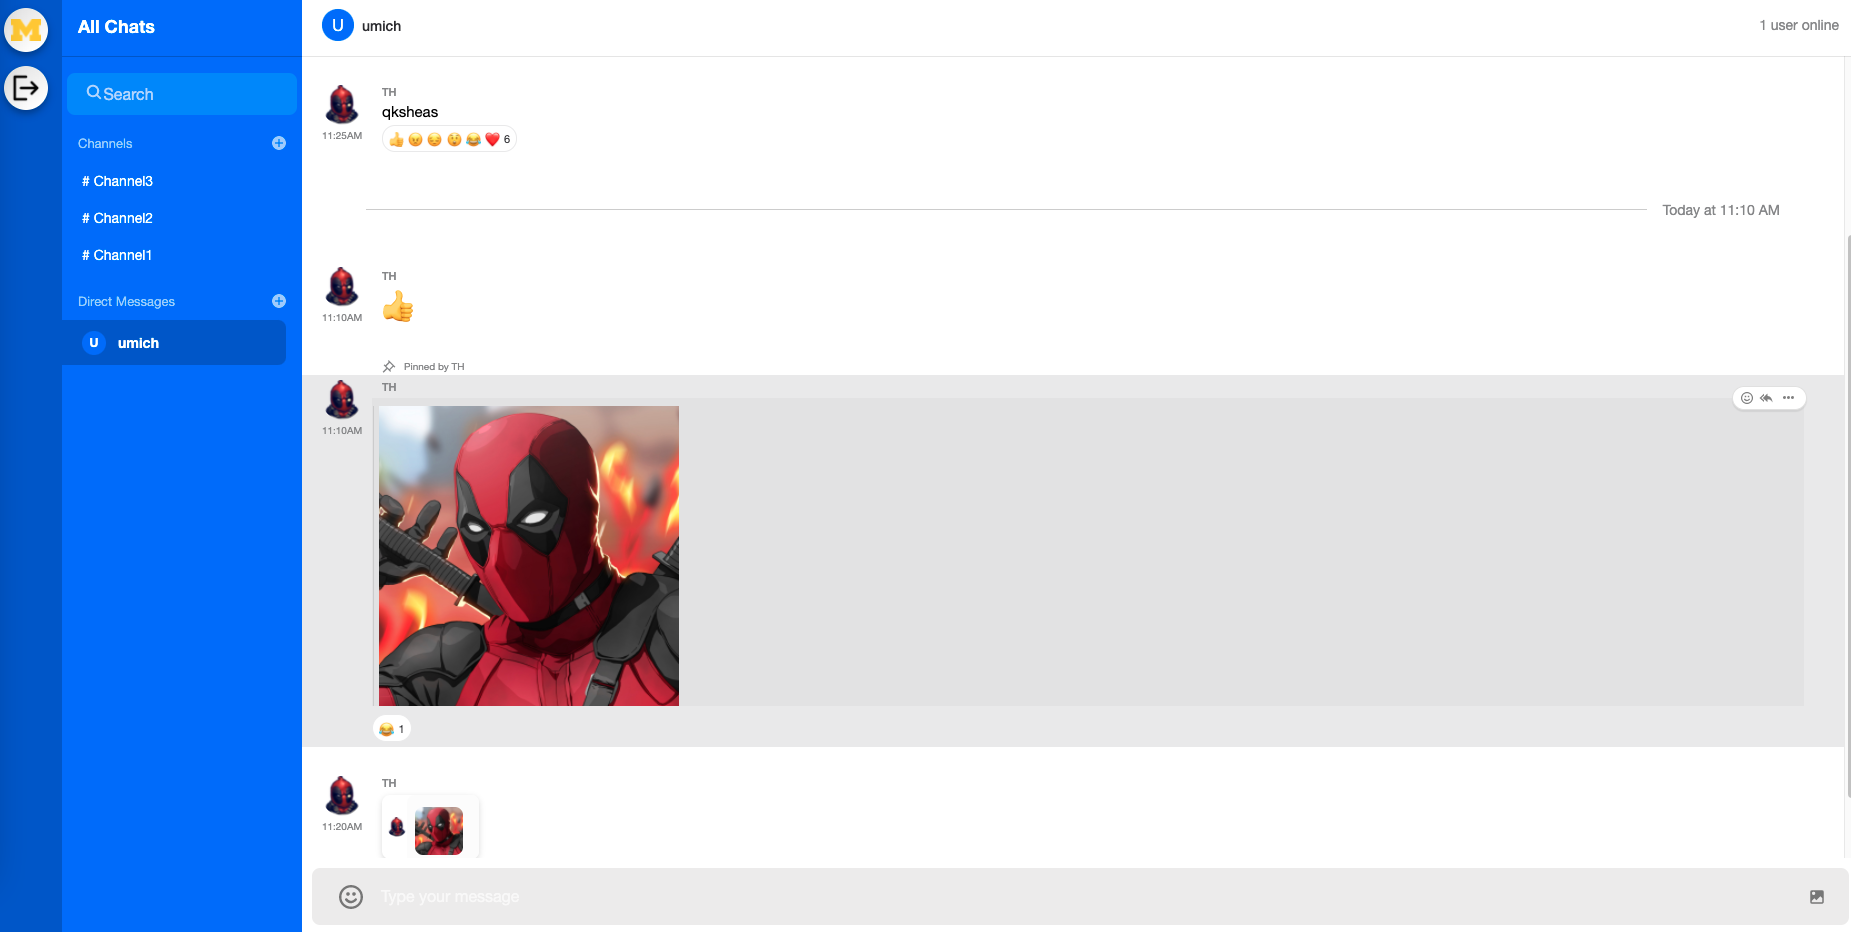 M
All Chats
Search
Channels
# Channel3
# Channel2
# Channel1
Direct Messages
U umich
U umich
1 user online
TH
qksheas
11:25AM
6
Today at 11:10 AM
TH
11:10AM
Pinned by TH
TH
11:10AM
1
TH
11:20AM
Type your message